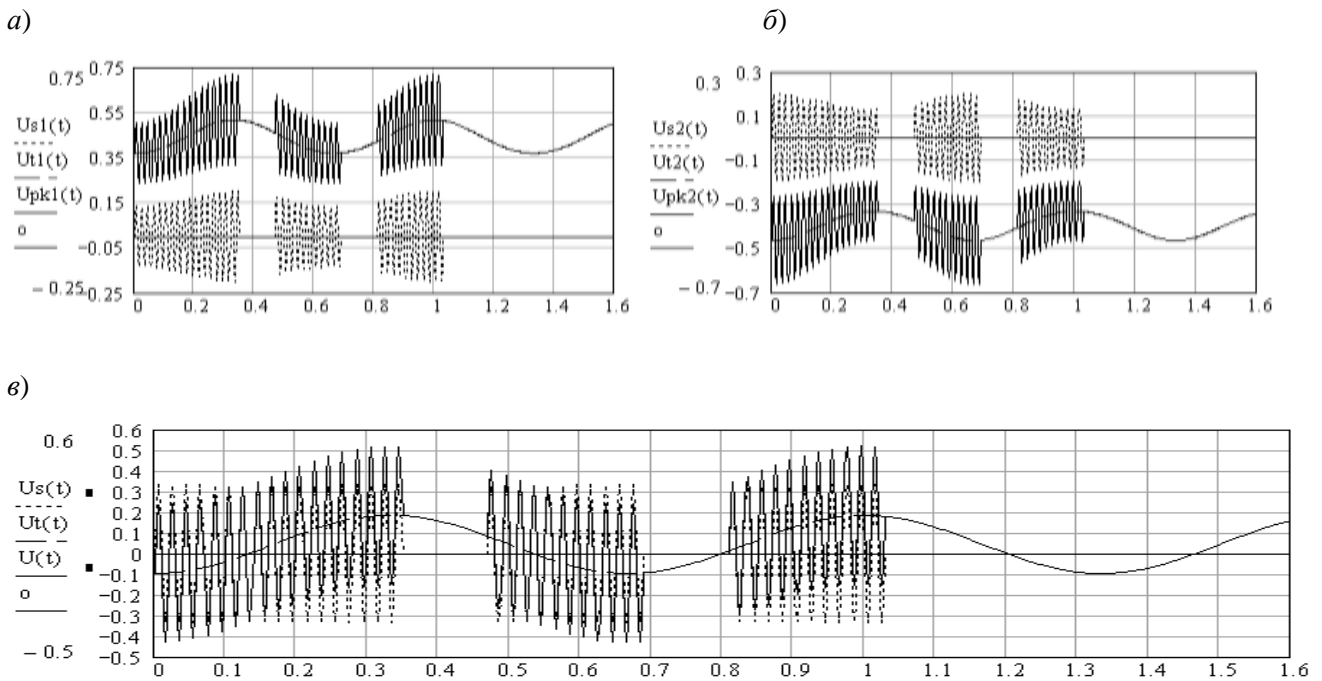 а)
б)
0.75
0.75
0.55
Us1(t)
0.35
Ut1(t)
Upk1(t)
0.15
o
−0.05
− 0.25
−0.25
0 0.2 0.4 0.6 0.8 1 1.2 1.4 1.6
0.3
0.3
0.1
Us2(t)
−0.1
Ut2(t)
Upk2(t)
−0.3
o
−0.5
− 0.7
−0.7
0 0.2 0.4 0.6 0.8 1 1.2 1.4 1.6
в)
0.6
0.6
0.5
0.4
Us(t)
0.3
Ut(t)
0.2
0.1
U(t)
0
−0.1
o
−0.2
−0.3
−0.4
− 0.5
−0.5
0 0.1 0.2 0.3 0.4 0.5 0.6 0.7 0.8 0.9 1 1.1 1.2 1.3 1.4 1.5 1.6